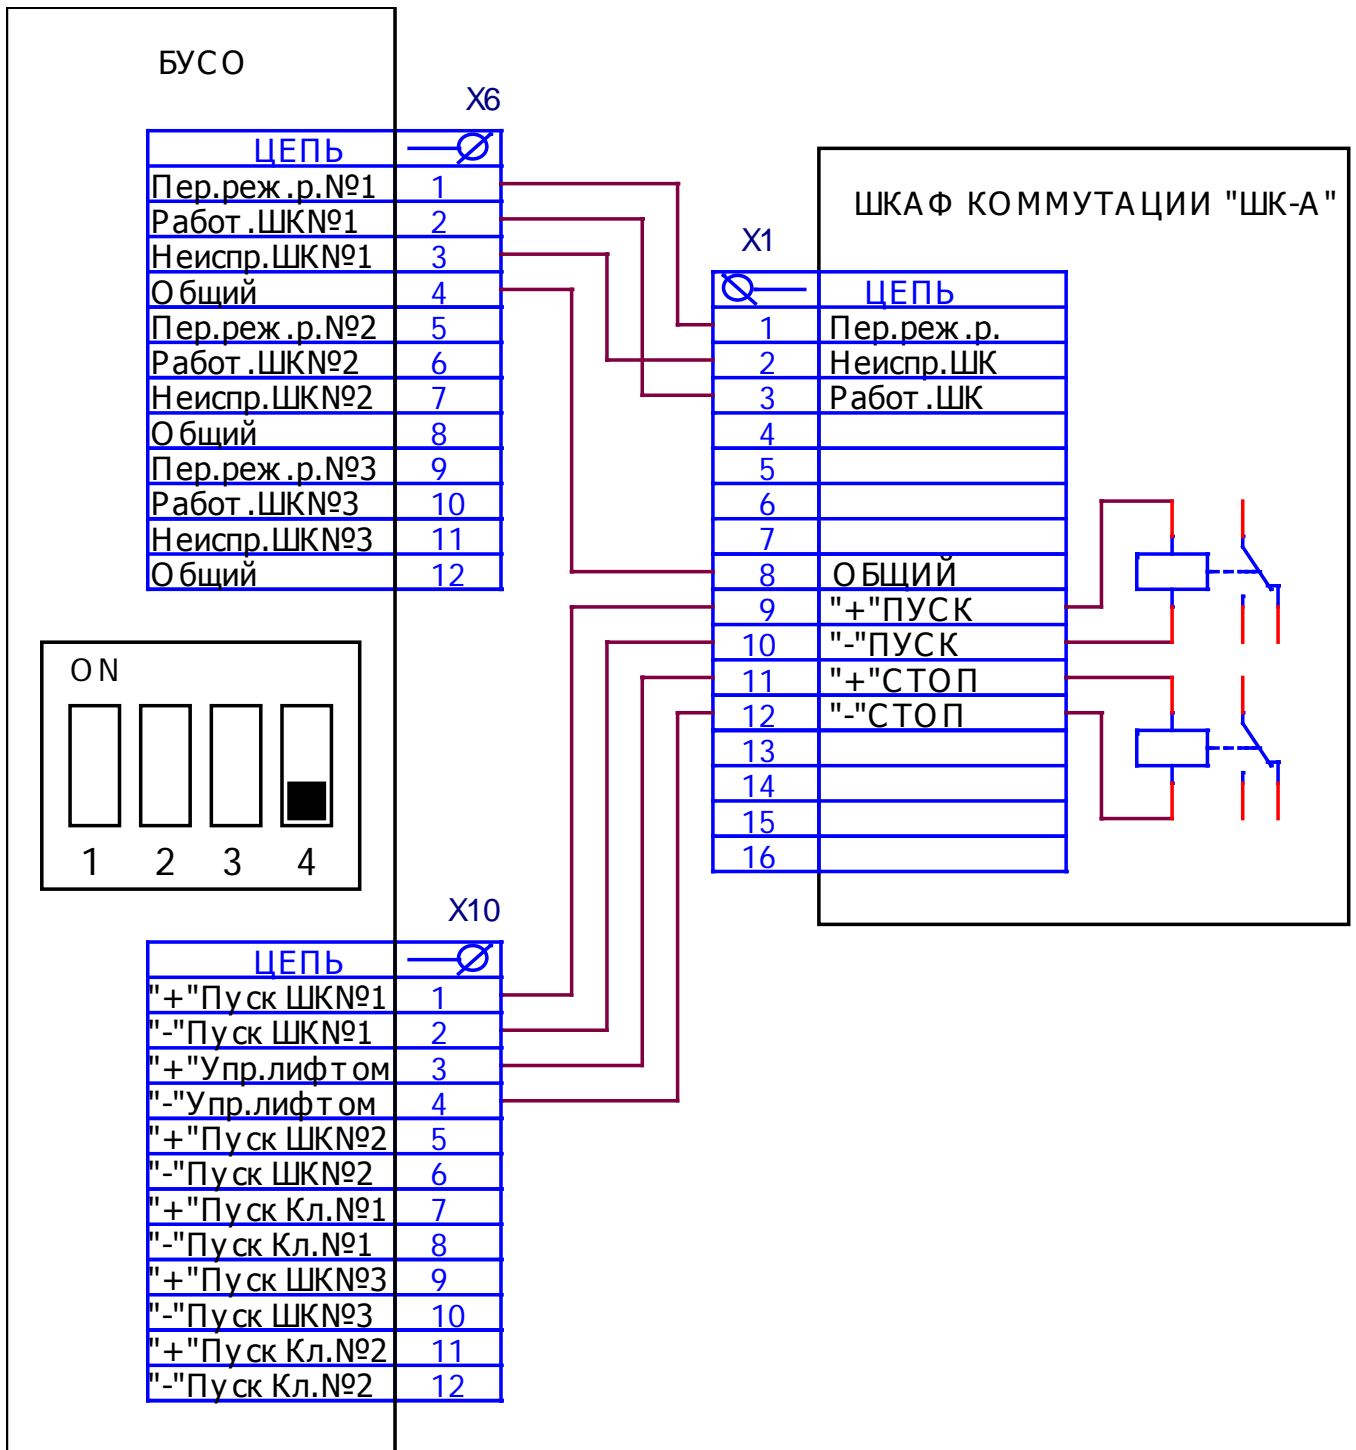 БУСО
X6
ЦЕПЬ
Пер.реж.р.№1 1
Работ.ШК№1 2
Неиспр.ШК№1 3
Общий 4
Пер.реж.р.№2 5
Работ.ШК№2 6
Неиспр.ШК№2 7
Общий 8
Пер.реж.р.№3 9
Работ.ШК№3 10
Неиспр.ШК№3 11
Общий 12
ШКАФ КОММУТАЦИИ "ШК-А"
X1
ЦЕПЬ
1 Пер.реж.р.
2 Неиспр.ШК
3 Работ.ШК
4
5
6
7
8 ОБЩИЙ
9 "+"ПУСК
10 "-"ПУСК
11 "+"СТОП
12 "-"СТОП
13
14
15
16
ON
1 2 3 4
X10
ЦЕПЬ
"+"Пуск ШК№1 1
"-"Пуск ШК№1 2
"+"Упр.лифтом 3
"-"Упр.лифтом 4
"+"Пуск ШК№2 5
"-"Пуск ШК№2 6
"+"Пуск Кл.№1 7
"-"Пуск Кл.№1 8
"+"Пуск ШК№3 9
"-"Пуск ШК№3 10
"+"Пуск Кл.№2 11
"-"Пуск Кл.№2 12